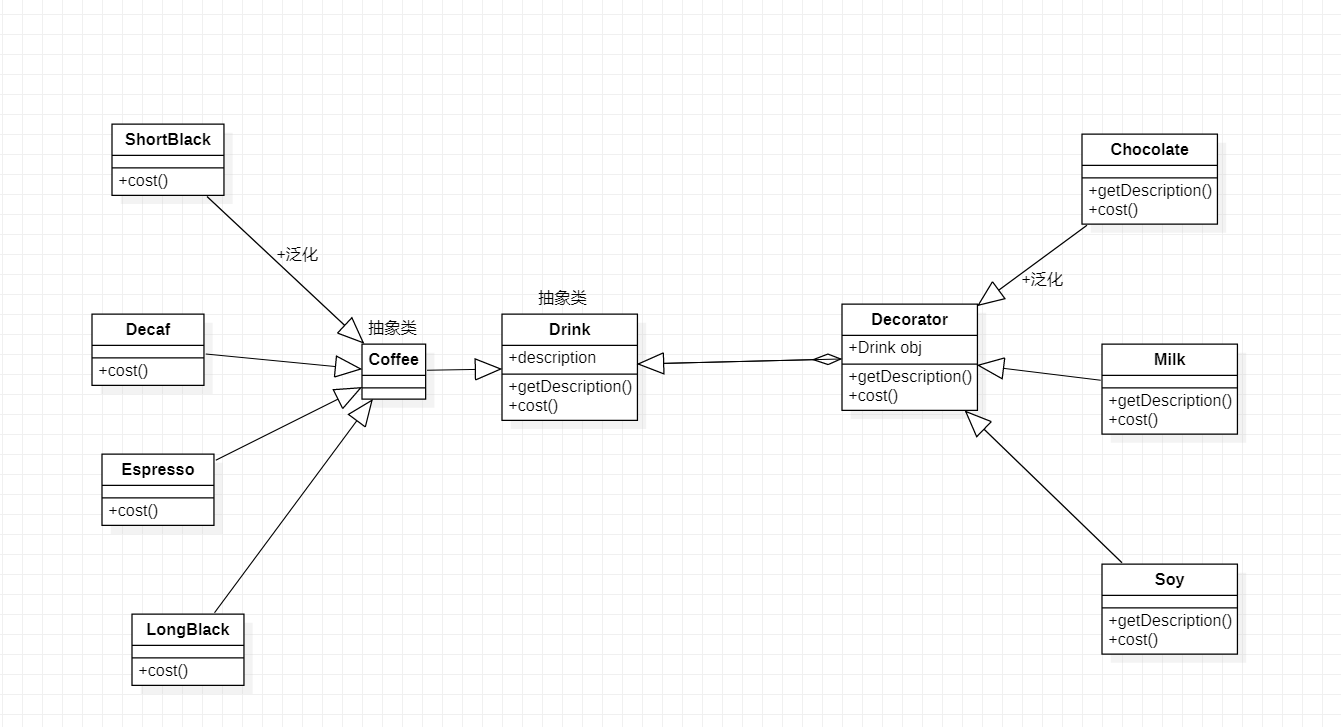 ShortBlack
+cost()
+泛化
Decaf
+cost()
Espresso
+cost()
LongBlack
+cost()
抽象类
Coffee
抽象类
Drink
+description
+getDescription()
+cost()
Decorator
+Drink obj
+getDescription()
+cost()
Chocolate
+getDescription()
+cost()
+泛化
Milk
+getDescription()
+cost()
Soy
+getDescription()
+cost()